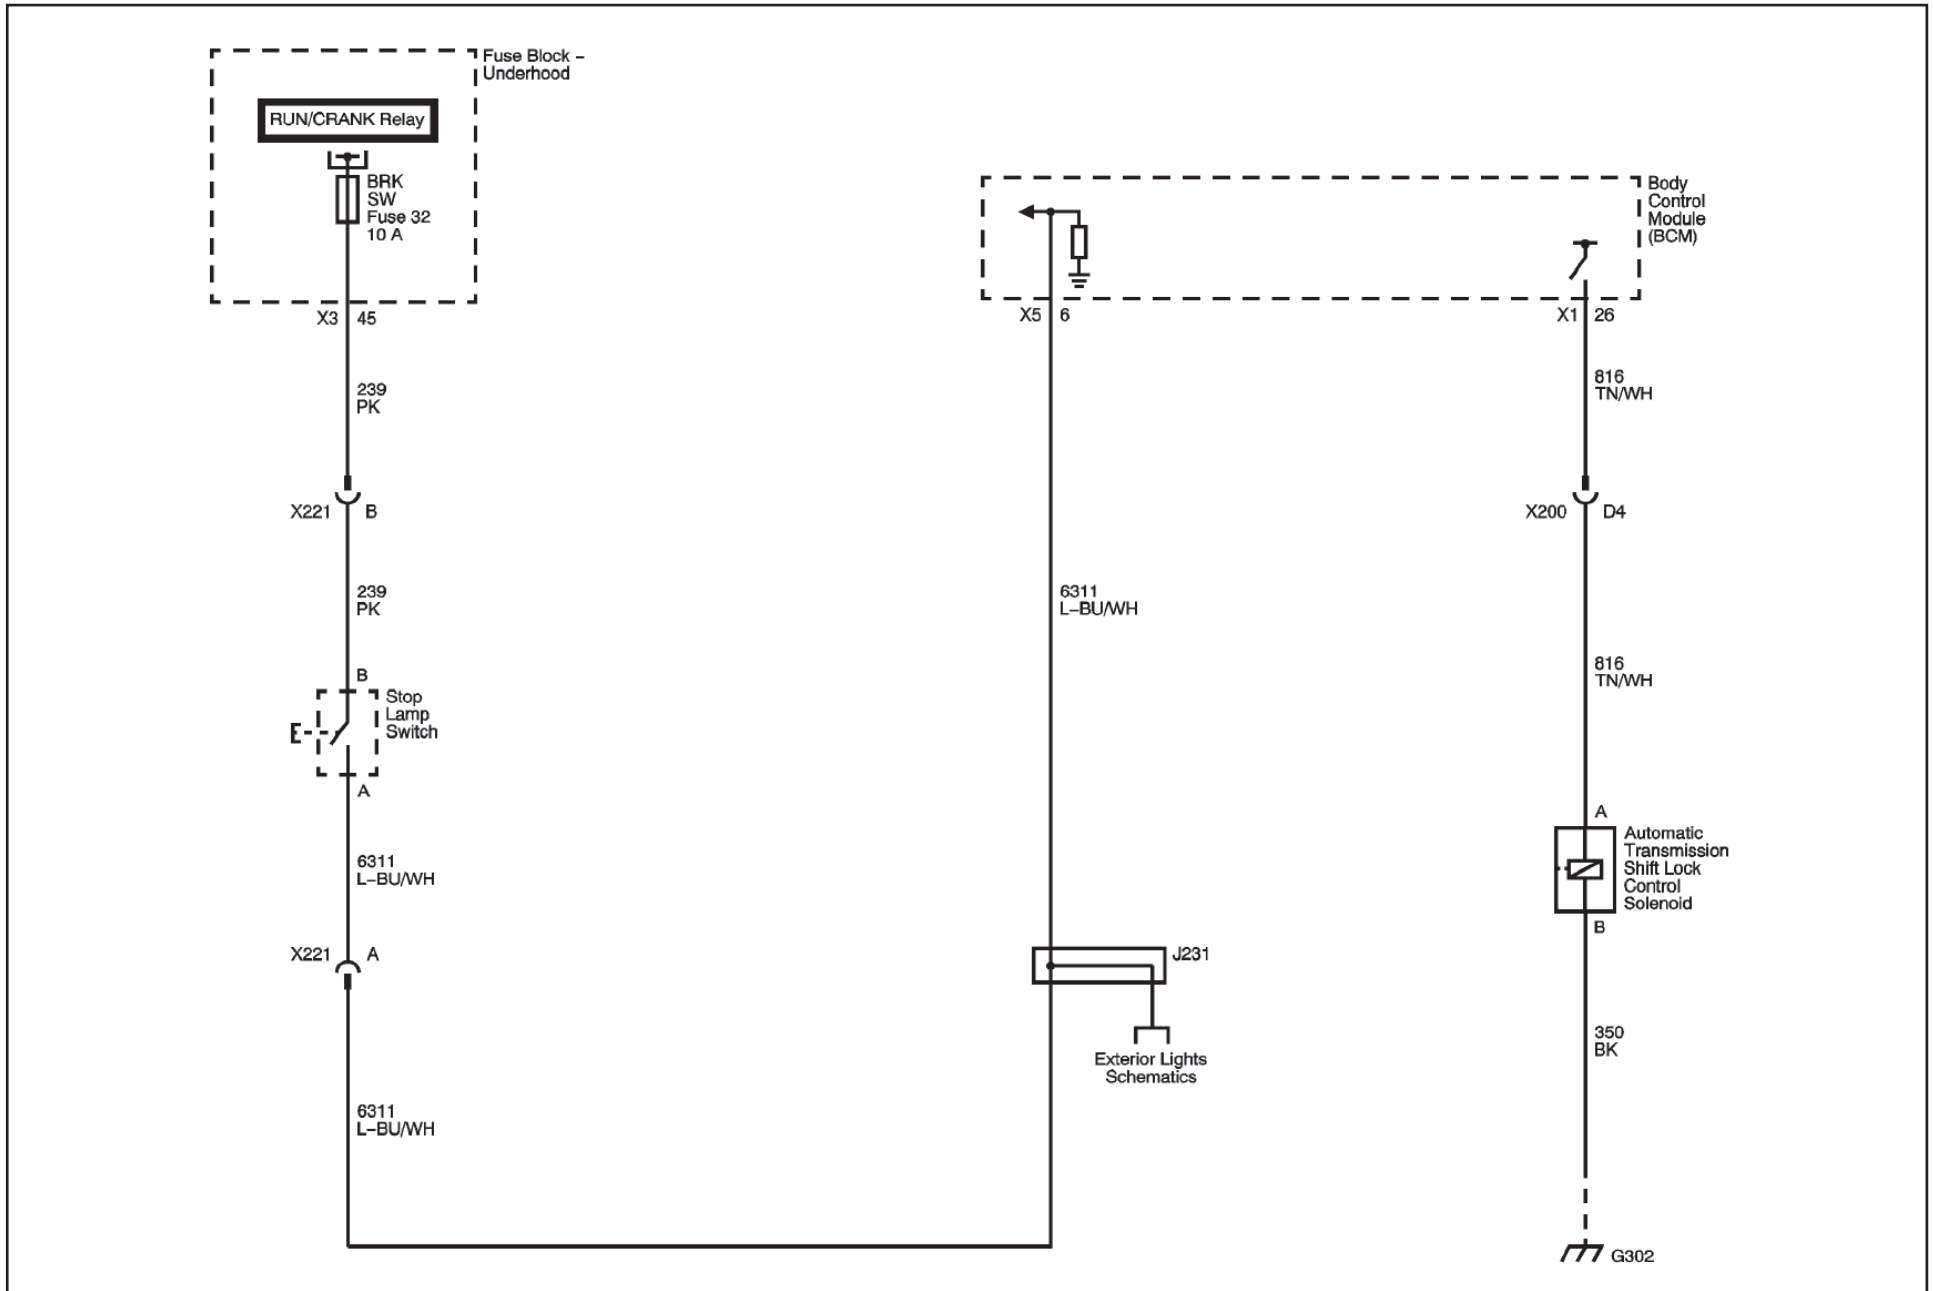 Fuse Block –
Underhood
RUN/CRANK Relay
BRK
SW
Fuse 32
10 A
X3 45
239
PK
X221 B
239
PK
B
Stop
Lamp
Switch
A
6311
L–BU/WH
X221 A
6311
L–BU/WH
Body
Control
Module
(BCM)
X5 6
6311
L–BU/WH
J231
Exterior Lights
Schematics
X1 26
816
TN/WH
X200 D4
816
TN/WH
A
Automatic
Transmission
Shift Lock
Control
Solenoid
B
350
BK
G302